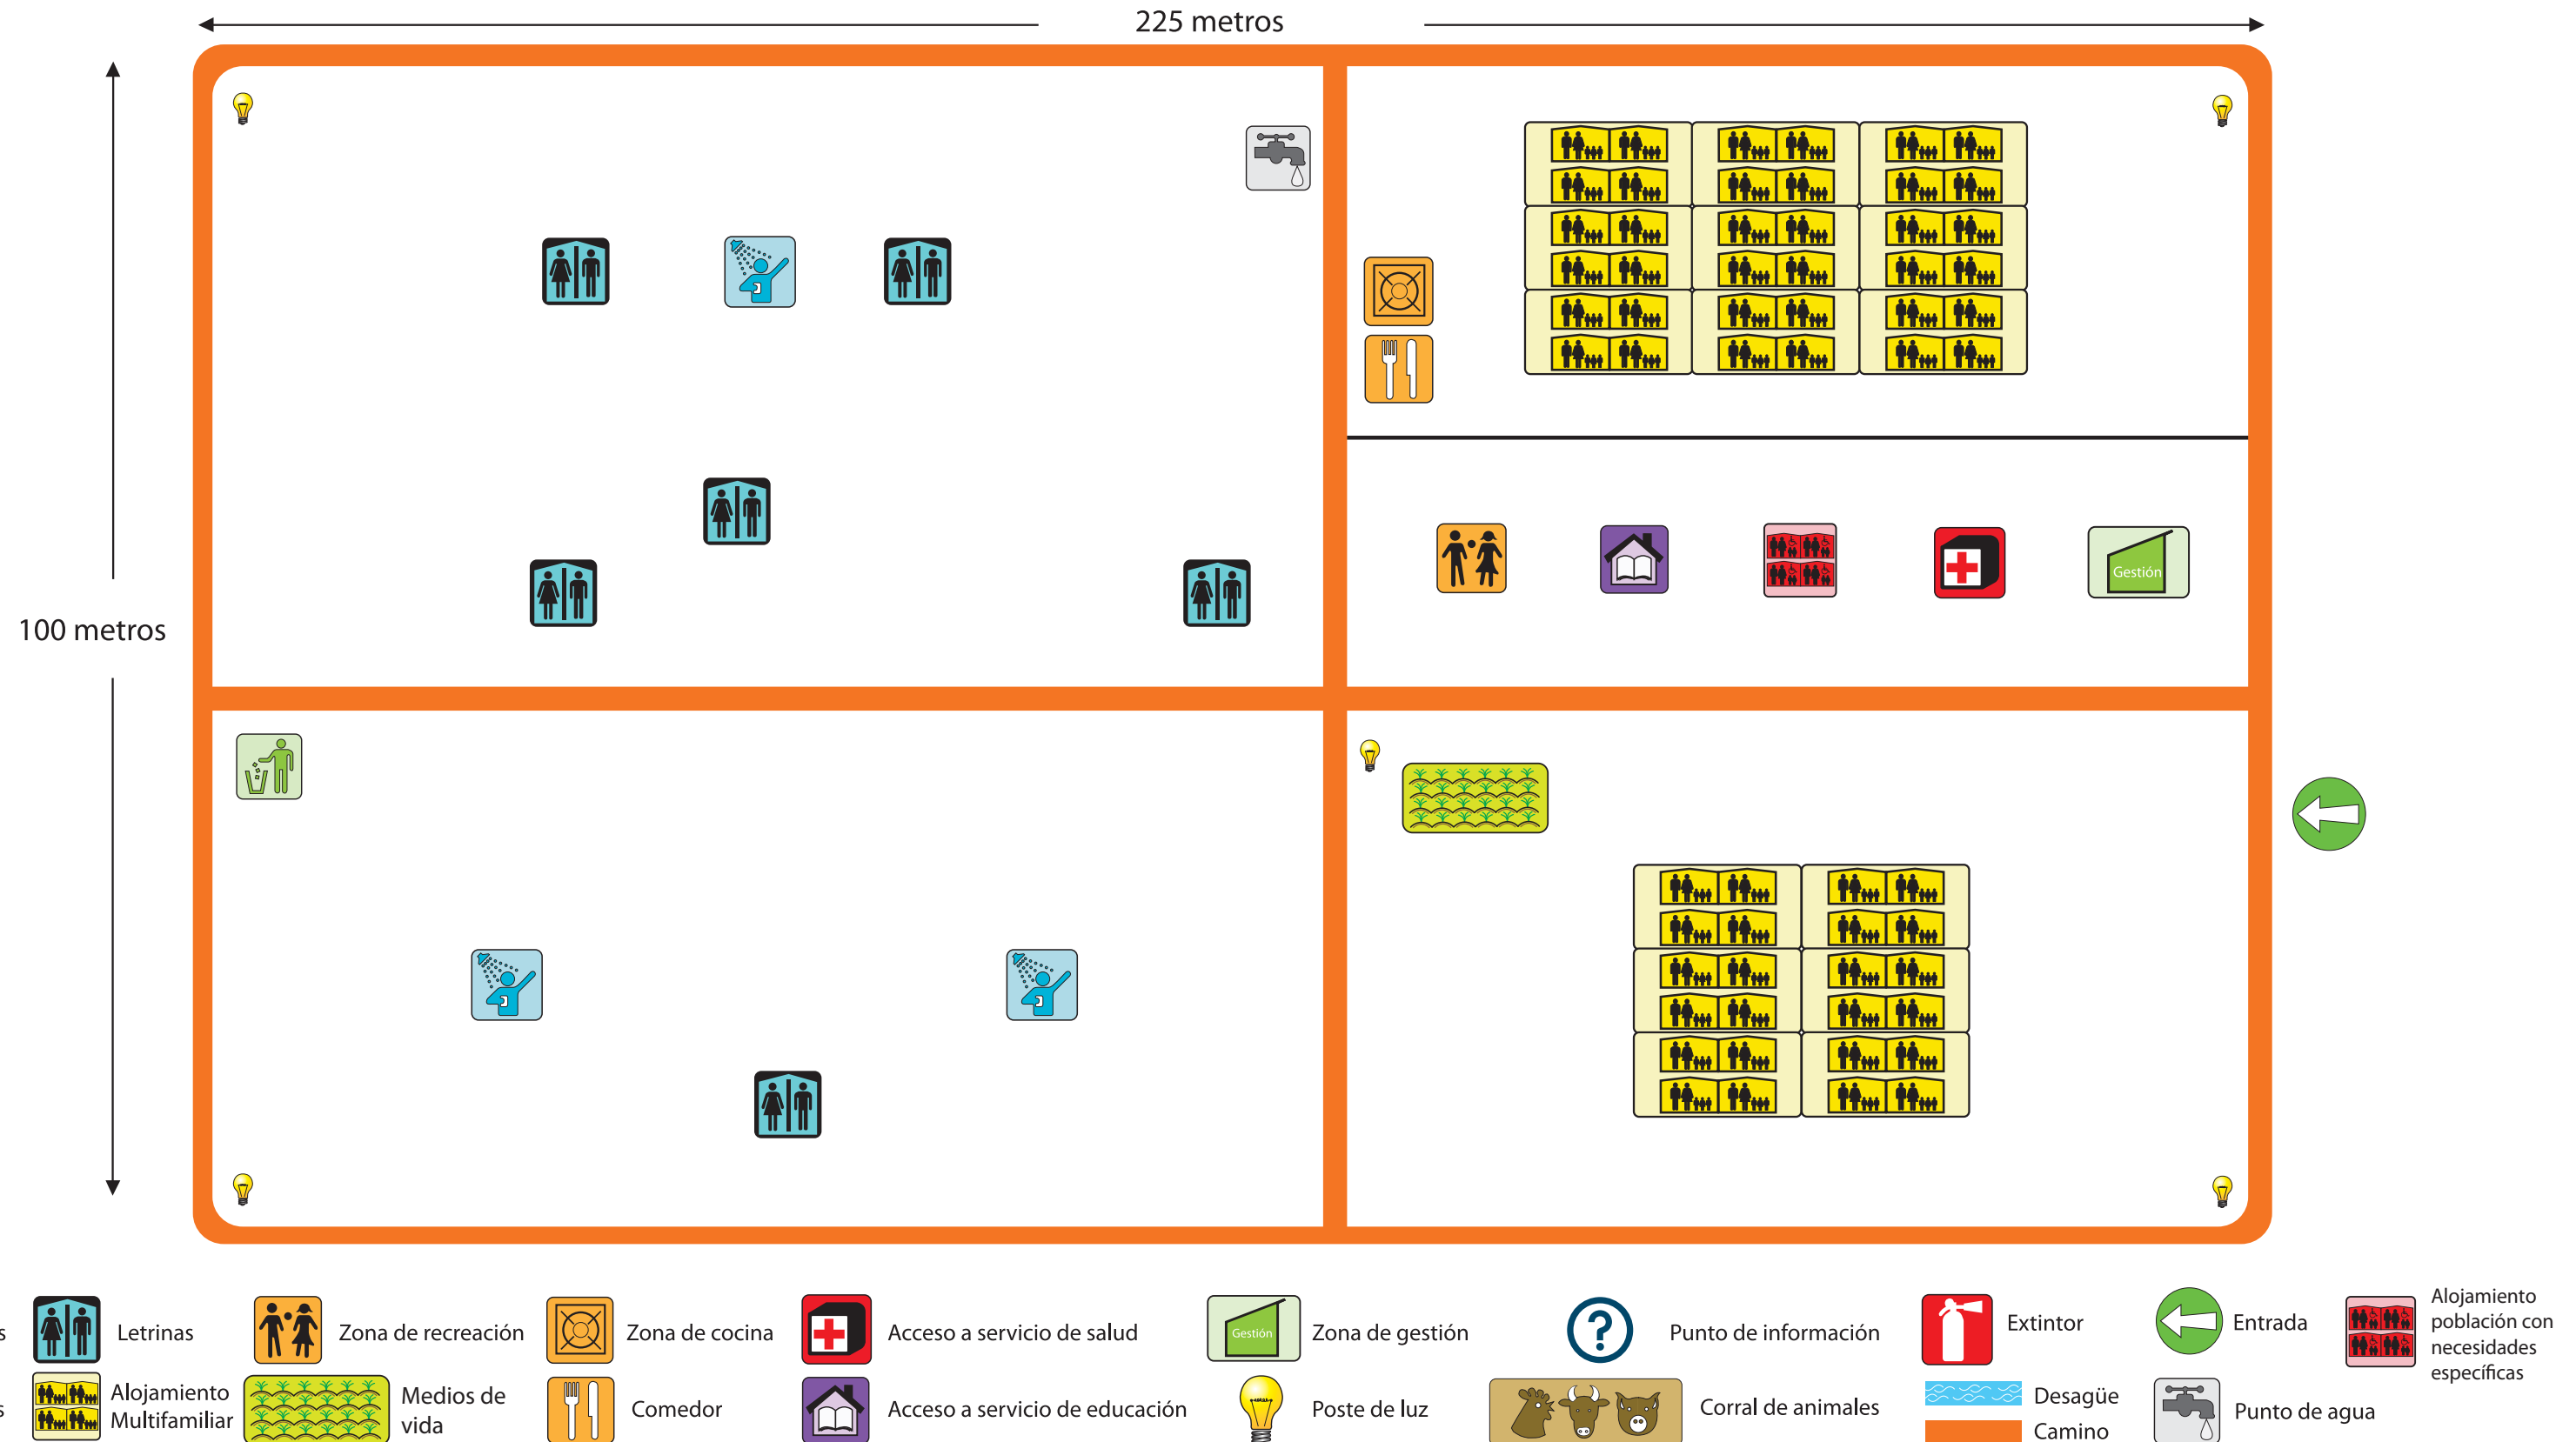 225 metros
100 metros
Gestión
s
Letrinas
Zona de recreación
Zona de cocina
Acceso a servicio de salud
Gestión
Zona de gestión
?
Punto de información
Extintor
Entrada
Alojamiento
población con
necesidades
específicas
s
Alojamiento
Multifamiliar
Medios de
vida
Comedor
Acceso a servicio de educación
Poste de luz
Corral de animales
Desagüe
Camino
Punto de agua